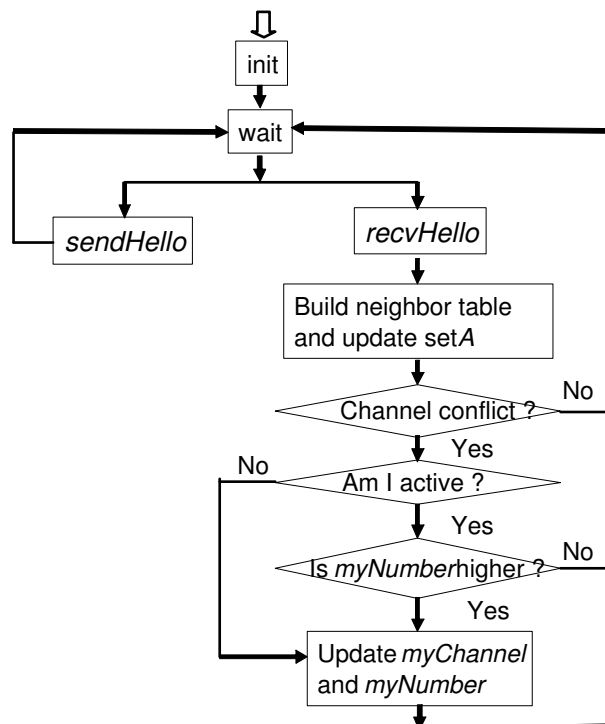 init
wait
sendHello
recvHello
Build neighbor table
and update setA
Channel conflict ?
No
Yes
No
Am I active ?
Yes
Is myNumberhigher ?
No
Yes
Update myChannel
and myNumber